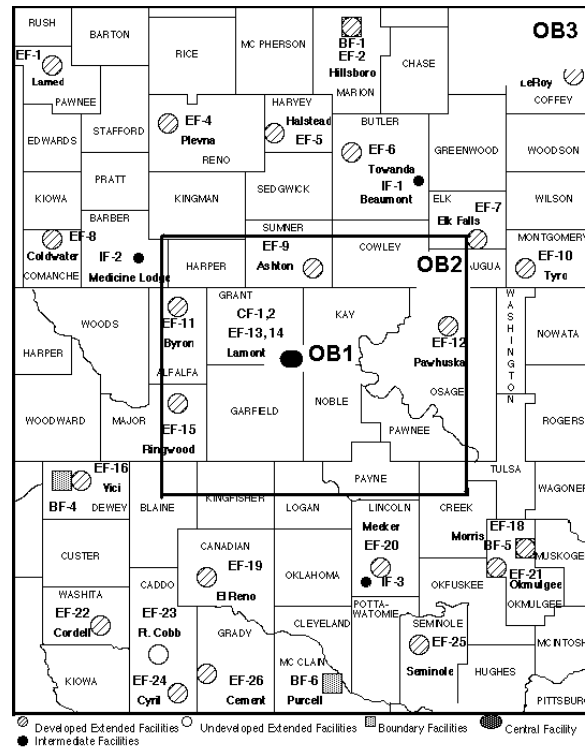 RUSH
BARTON
RICE
MC PHERSON
BF-1
EF-2
Hillsboro
CHASE
OB3
EF-1
Larned
LeRoy
PAWNEE
MARION
COFFEY
STAFFORD
EF-4
Plevna
HARVEY
Halstead
EF-5
BUTLER
EF-6
Towanda
EDWARDS
RENO
GREENWOOD
WOODSON
PRATT
IF-1
Beaumont
KIOWA
KINGMAN
SEDGWICK
ELK
EF-7
Elk Falls
WILSON
BARBER
SUMNER
MONTGOMERY
EF-8
Coldwater
IF-2
Medicine Lodge
COMANCHE
HARPER
EF-9
Ashton
COWLEY
OB2
AUGUA
EF-10
Tyro
WOODS
EF-11
Byron
GRANT
CF-1,2
EF-13, 14
Lamont
OB1
KAY
EF-12
Pawhuska
WASHINGTON
NOWATA
HARPER
ALFALFA
OSAGE
WOODWARD
MAJOR
EF-15
Ringwood
GARFIELD
NOBLE
PAWNEE
ROGERS
EF-16
Vici
BF-4
DEWEY
BLAINE
KINGFISHER
LOGAN
PAYNE
TULSA
WAGONER
LINCOLN
Meeker
EF-20
CREEK
Morris
EF-18
BF-5
MUSKOGE
CUSTER
CANADIAN
EF-19
El Reno
OKLAHOMA
IF-3
OKFUSKEE
EF-21
Okmulgee
OKMULGEE
WASHITA
EF-22
Cordell
CADDO
EF-23
Ft. Cobb
GRADY
CLEVELAND
POTTA-
WATOMIE
SEMINOLE
EF-25
Seminole
MCINTOSH
KIOWA
EF-24
Cyril
EF-26
Cement
MC CLAIN
BF-6
Purcell
HUGHES
PITTSBURG
Developed Extended Facilities
Undeveloped Extended Facilities
Boundary Facilities
Central Facility
Intermediate Facilities